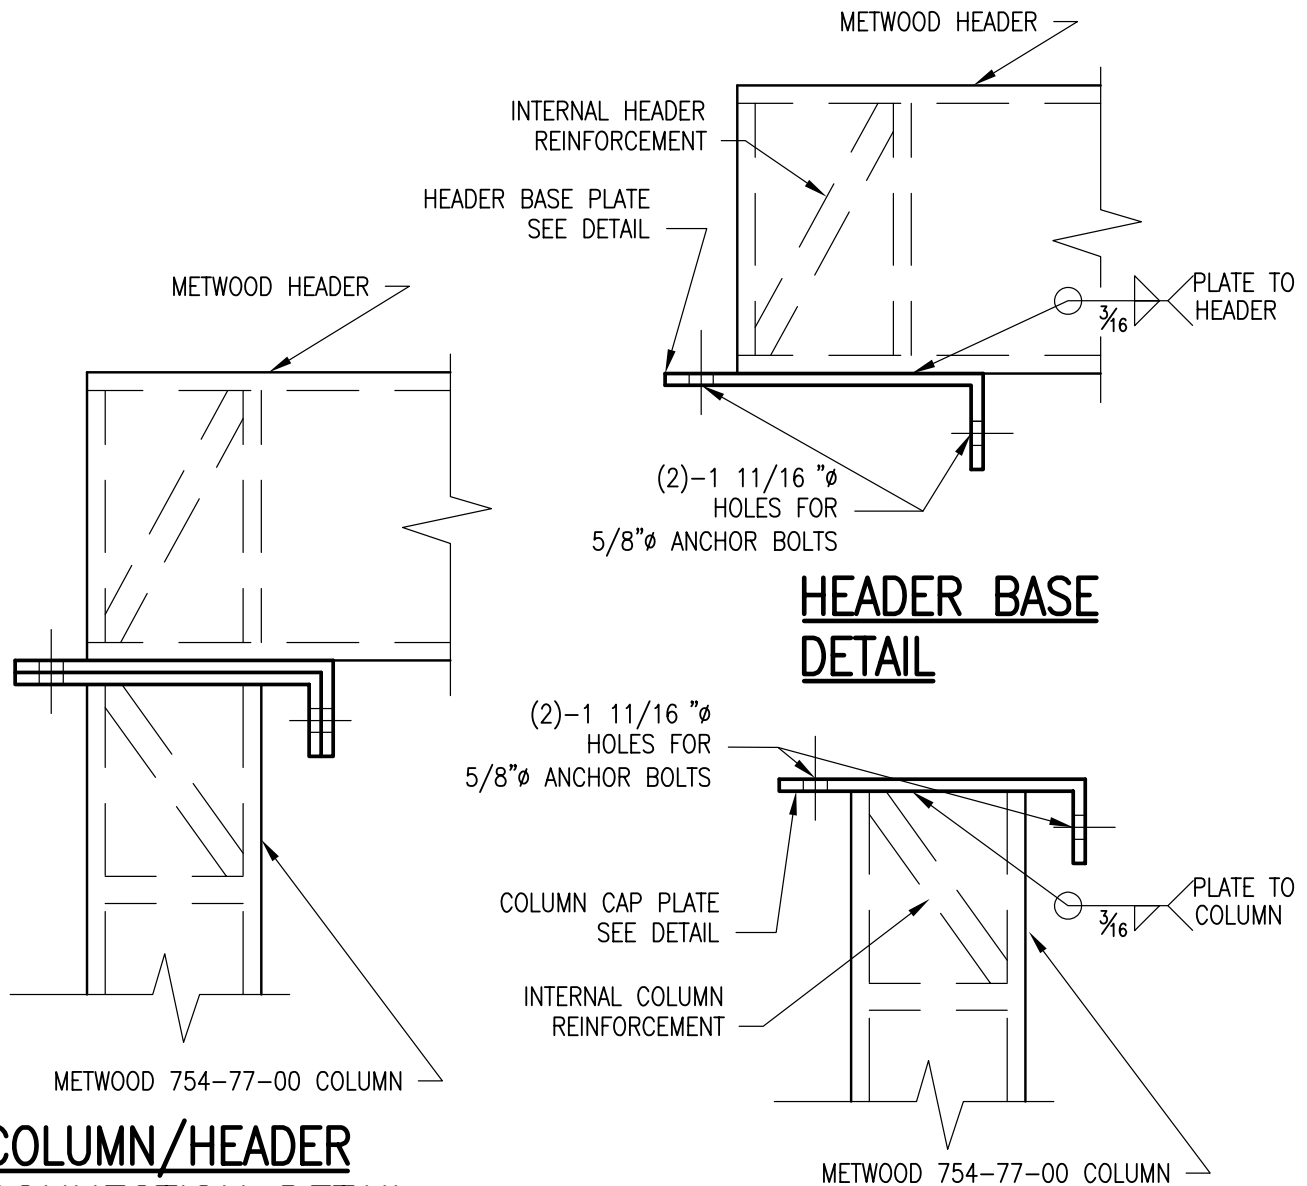 METWOOD HEADER
INTERNAL HEADER
REINFORCEMENT
HEADER BASE PLATE
SEE DETAIL
PLATE TO
HEADER
3/16
(2)-1 11/16 "ø
HOLES FOR
5/8"ø ANCHOR BOLTS
HEADER BASE
DETAIL
METWOOD HEADER
METWOOD 754-77-00 COLUMN
COLUMN/HEADER
(2)-1 11/16 "ø
HOLES FOR
5/8"ø ANCHOR BOLTS
COLUMN CAP PLATE
SEE DETAIL
INTERNAL COLUMN
REINFORCEMENT
PLATE TO
COLUMN
3/16
METWOOD 754-77-00 COLUMN